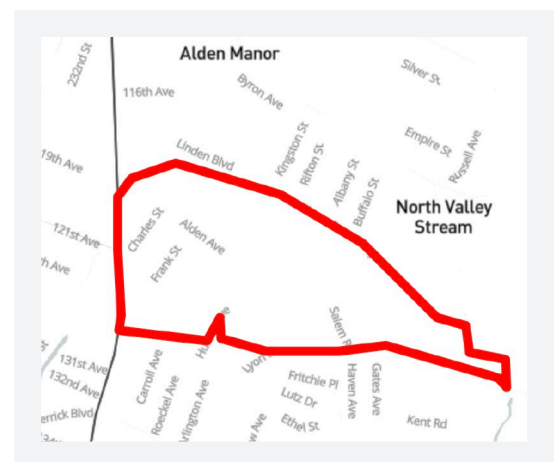 232nd St
Alden Manor
Silver St
116th Ave
Byron Ave
Empire St
Russell Ave
19th Ave
Linden Blvd
Kingston St
Rifton St
Albany St
Buffalo St
North Valley
Stream
Charles St
Alden Ave
121st Ave
Frank St
h Ave
Salem R
131st Ave
132nd Ave
Carroll Ave
Roeckel Ave
rlington Ave
Lyon
Fritchie Pl
Lutz Dr
Haven Ave
Gates Ave
errick Blvd
w Ave
Ethel St
Kent Rd